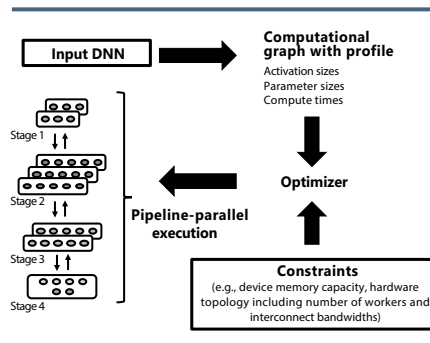 Input DNN
Computational
graph with profile
Activation sizes
Parameter sizes
Compute times
Stage 1
Stage 2
Stage 3
Stage 4
Pipeline-parallel
execution
Optimizer
Constraints
(e.g., device memory capacity, hardware
topology including number of workers and
interconnect bandwidths)